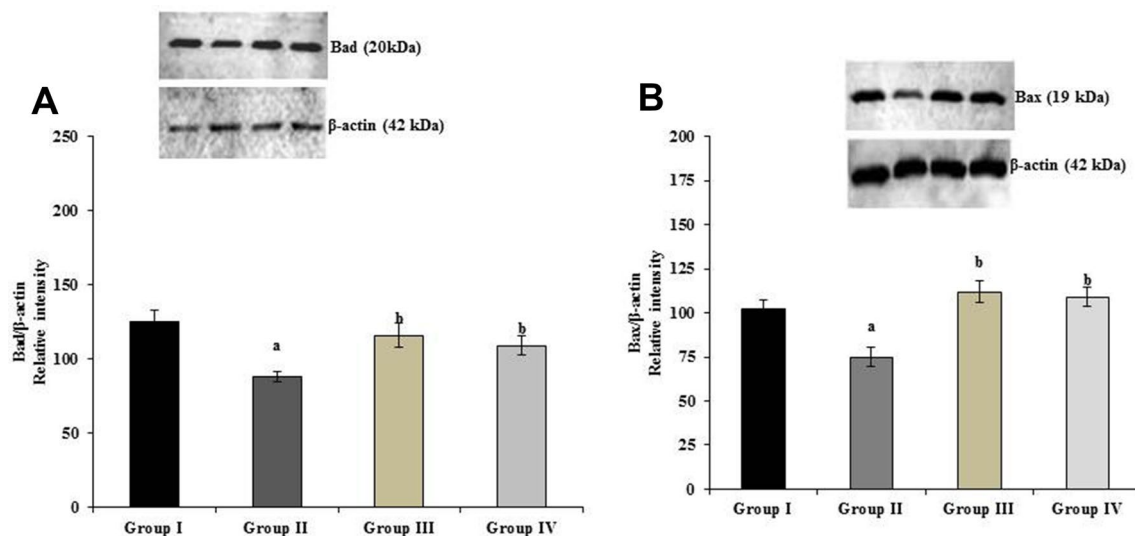 A
Bad (20kDa)
β-actin (42 kDa)
250
200
150
100
50
0
Bad/β-actin
Relative intensity
a
b
b
Group I
Group II
Group III
Group IV
B
Bax (19 kDa)
β-actin (42 kDa)
200
175
150
125
100
75
50
25
0
Bax/β-actin
Relative intensity
a
b
b
Group I
Group II
Group III
Group IV